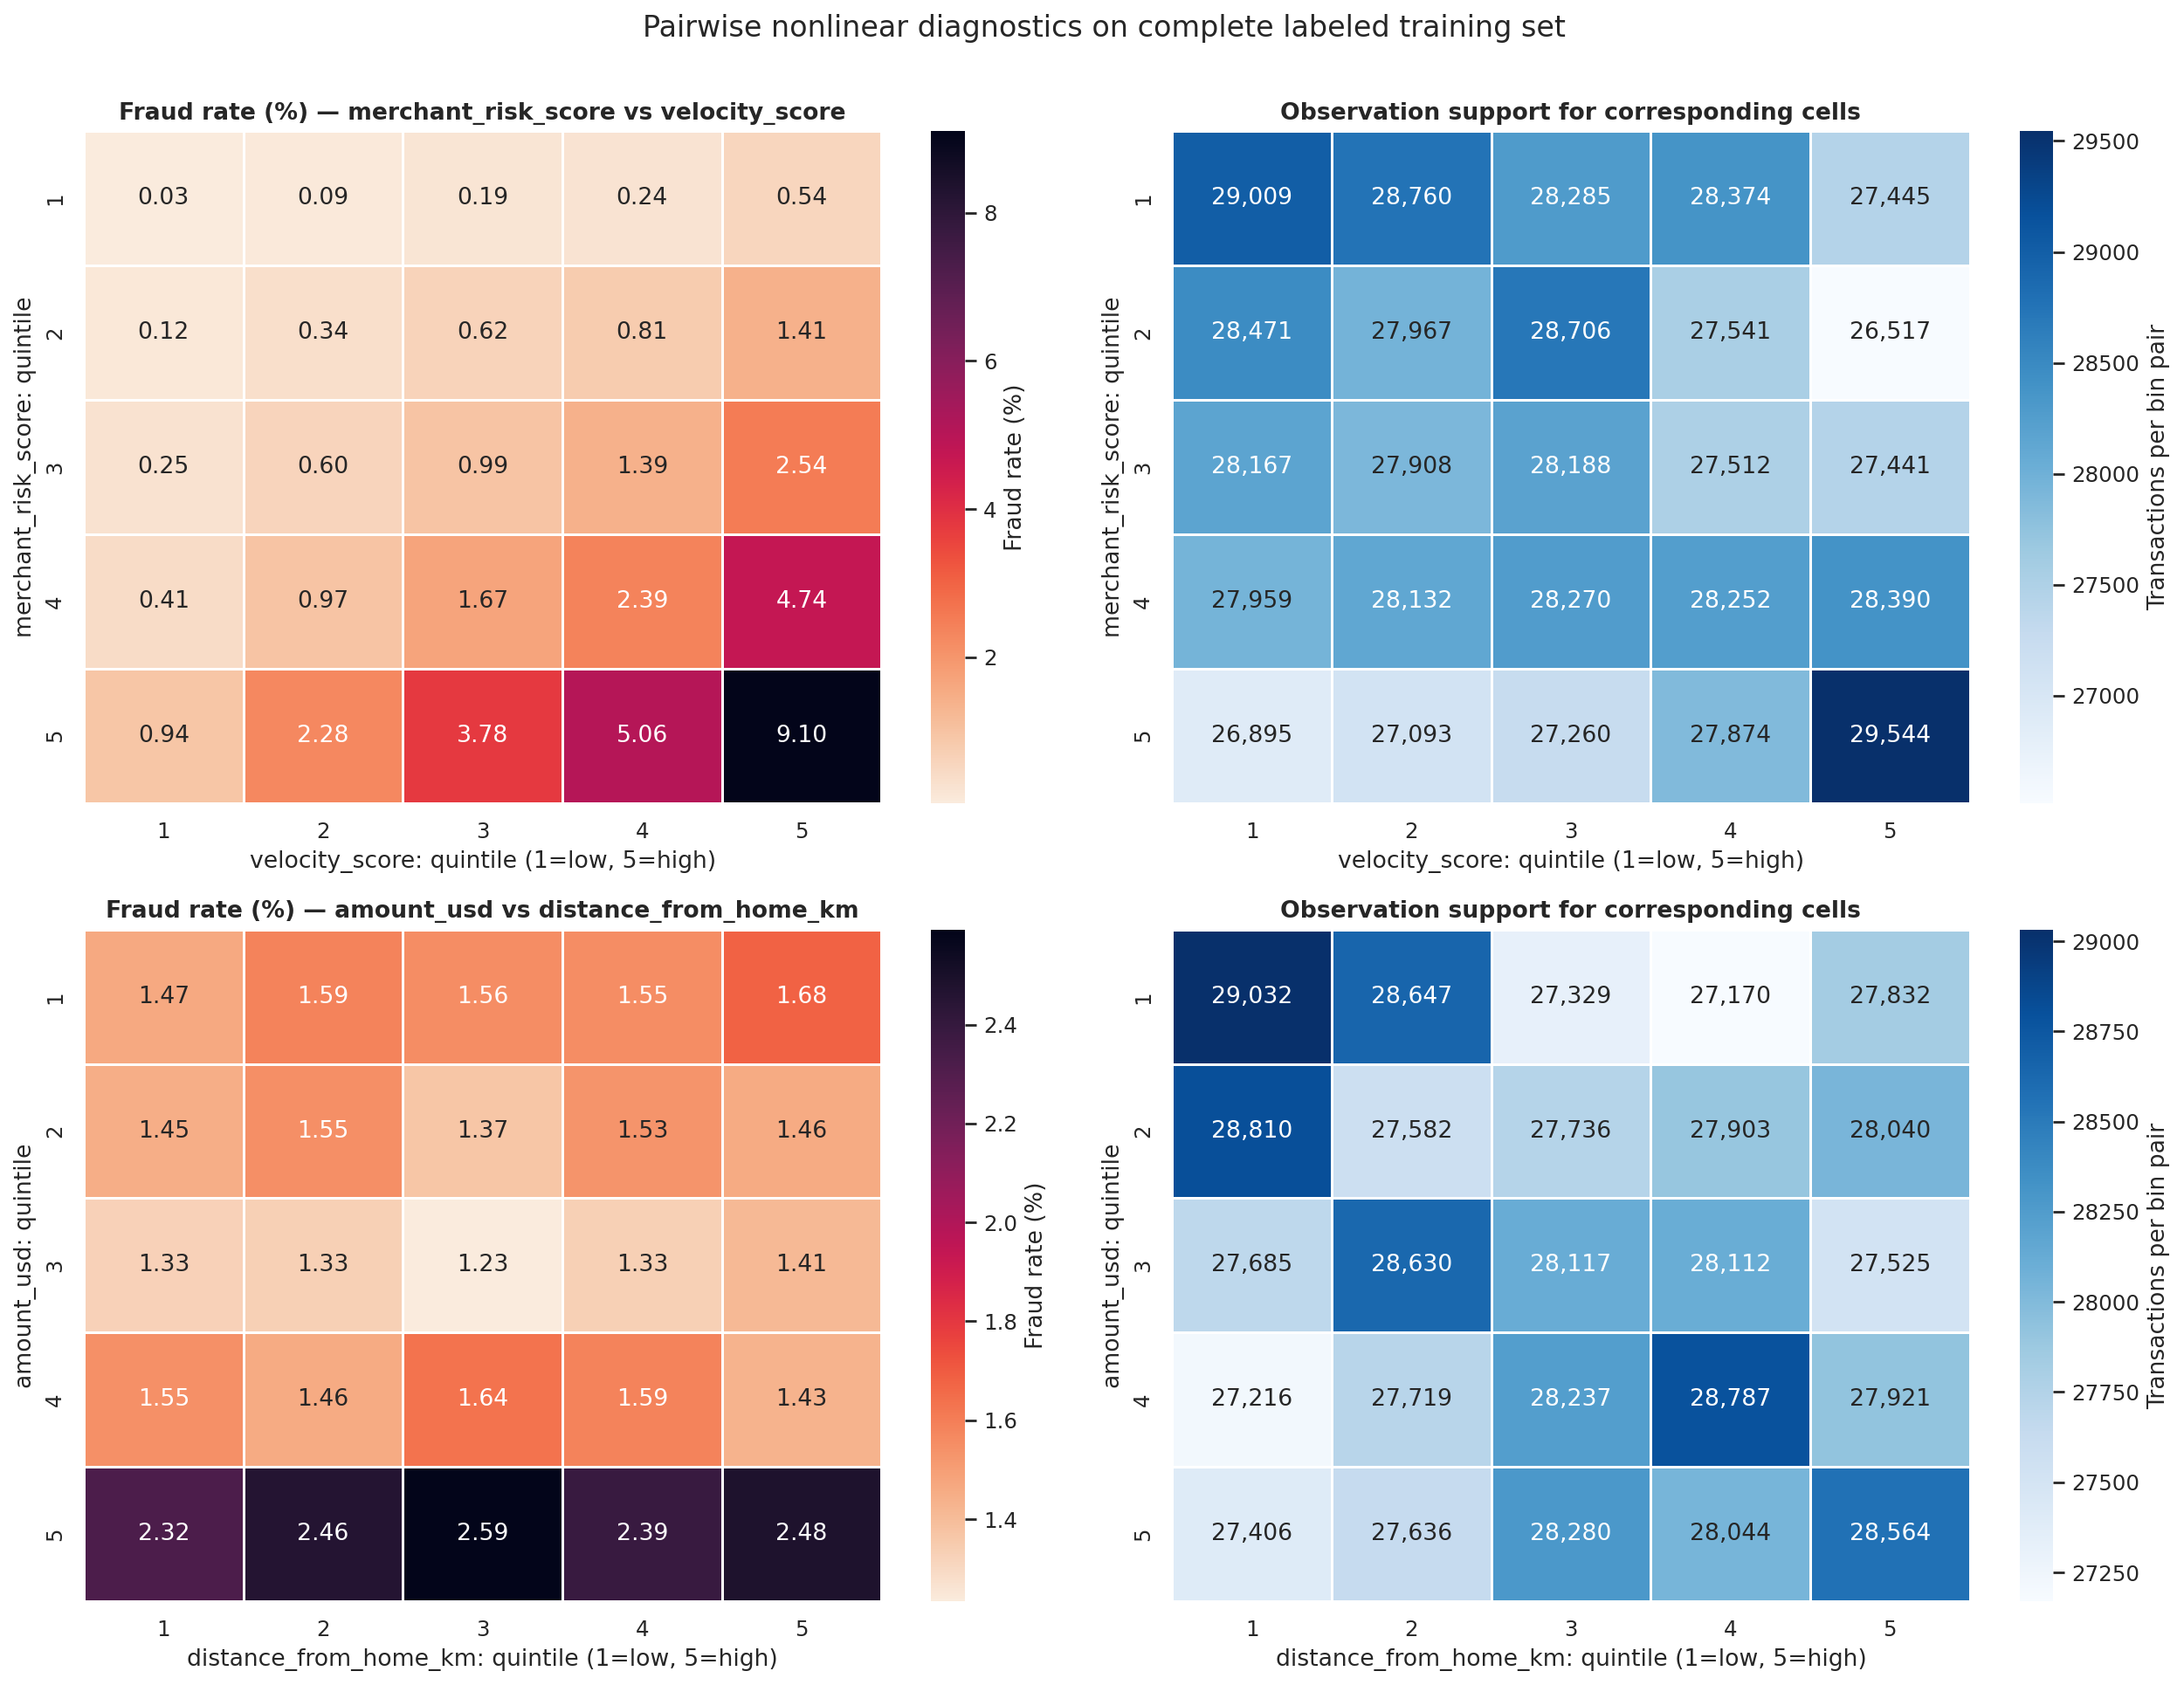 Pairwise nonlinear diagnostics on complete labeled training set
Fraud rate (%) — merchant_risk_score vs velocity_score
merchant_risk_score: quintile
1
0.03 0.09 0.19 0.24 0.54
2
0.12 0.34 0.62 0.81 1.41
3
0.25 0.60 0.99 1.39 2.54
4
0.41 0.97 1.67 2.39 4.74
5
0.94 2.28 3.78 5.06 9.10
1 2 3 4 5
velocity_score: quintile (1=low, 5=high)
8
6
4
2
Fraud rate (%)
Observation support for corresponding cells
merchant_risk_score: quintile
1
29,009 28,760 28,285 28,374 27,445
2
28,471 27,967 28,706 27,541 26,517
3
28,167 27,908 28,188 27,512 27,441
4
27,959 28,132 28,270 28,252 28,390
5
26,895 27,093 27,260 27,874 29,544
1 2 3 4 5
velocity_score: quintile (1=low, 5=high)
29500
29000
28500
28000
27500
27000
Transactions per bin pair
Fraud rate (%) — amount_usd vs distance_from_home_km
amount_usd: quintile
1
1.47 1.59 1.56 1.55 1.68
2
1.45 1.55 1.37 1.53 1.46
3
1.33 1.33 1.23 1.33 1.41
4
1.55 1.46 1.64 1.59 1.43
5
2.32 2.46 2.59 2.39 2.48
1 2 3 4 5
distance_from_home_km: quintile (1=low, 5=high)
2.4
2.2
2.0
1.8
1.6
1.4
Fraud rate (%)
Observation support for corresponding cells
amount_usd: quintile
1
29,032 28,647 27,329 27,170 27,832
2
28,810 27,582 27,736 27,903 28,040
3
27,685 28,630 28,117 28,112 27,525
4
27,216 27,719 28,237 28,787 27,921
5
27,406 27,636 28,280 28,044 28,564
1 2 3 4 5
distance_from_home_km: quintile (1=low, 5=high)
29000
28750
28500
28250
28000
27750
27500
27250
Transactions per bin pair